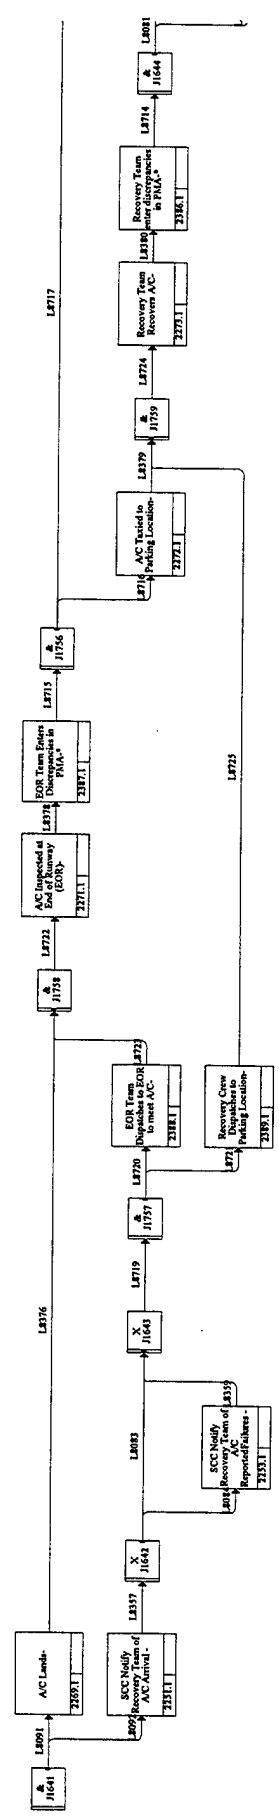 &
J1641
L8091
L8092
A/C Lands-
2269.1
SCC Notify
Recovery Team of
A/C Arrival -
2251.1
L8357
X
J1642
L8376
L8083
L8084
SCC Notify
Recovery Team of
A/C
Reported Failures -
2253.1
L8359
X
J1643
L8719
&
J1757
L8720
L872
EOR Team
Dispatches to EOR
to meet A/C-
2388.1
L8723
Recovery Crew
Dispatches to
Parking Location-
2389.1
&
J1758
L8722
A/C Inspected at
End of Runway
(EOR)-
2271.1
L8378
EOR Team Enters
Discrepancies in
PMA-*
2387.1
L8715
&
J1756
L8725
L8717
L8716
A/C Taxied to
Parking Location-
2272.1
L8379
&
J1759
L8724
Recovery Team
Recovers A/C-
2273.1
L8380
Recovery Team
enter discrepancies
in PMA-*
2386.1
L8714
&
J1644
L8081